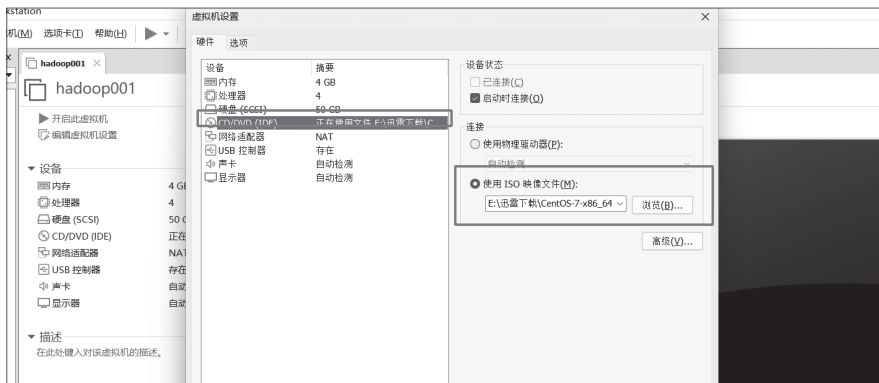 kstation
机(M) 选项卡(T) 帮助(H)
hadoop001 ×
hadoop001
开启此虚拟机
编辑虚拟机设置
设备
内存 4 GI
处理器 4
硬盘 (SCSI) 50 G
CD/DVD (IDE) 正在
网络适配器 NAT
USB 控制器 存在
声卡 自动
显示器 自动
描述
在此处键入对该虚拟机的描述。
虚拟机设置 ×
硬件 选项
设备 摘要
内存 4 GB
处理器 4
硬盘 (SCSI) 50 GB
CD/DVD (IDE) 正在使用文件 E:\迅雷下载\C...
网络适配器 NAT
USB 控制器 存在
声卡 自动检测
显示器 自动检测
设备状态
已连接(C)
启动时连接(O)
连接
使用物理驱动器(P):
自动检测
使用 ISO 映像文件(M):
E:\迅雷下载\CentOS-7-x86_64
浏览(B)...
高级(V)...